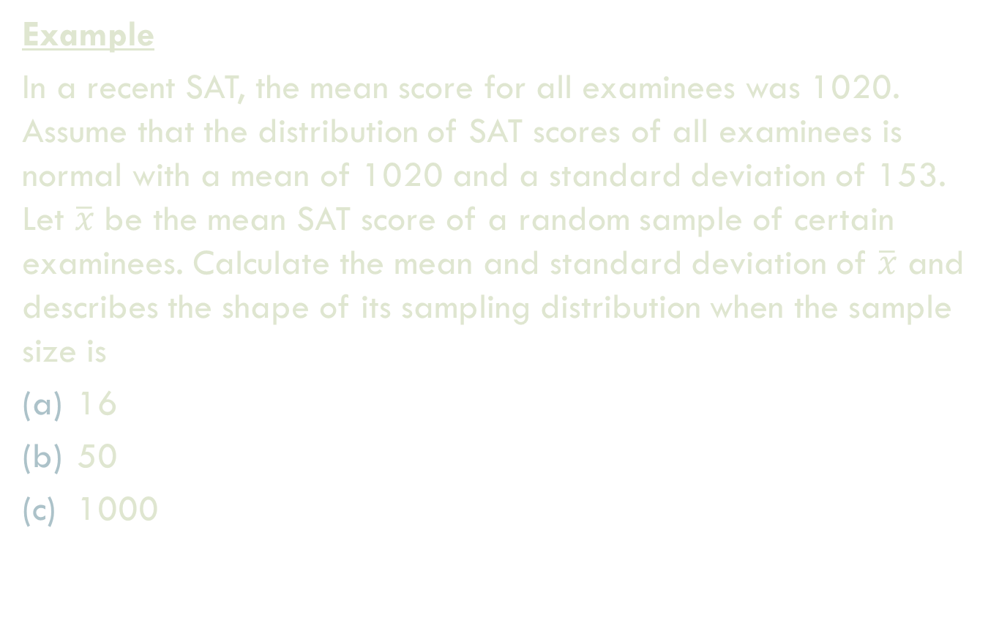 Example
In a recent SAT, the mean score for all examinees was 1020.
Assume that the distribution of SAT scores of all examinees is
normal with a mean of 1020 and a standard deviation of 153.
Let x̅ be the mean SAT score of a random sample of certain
examinees. Calculate the mean and standard deviation of x̅ and
describes the shape of its sampling distribution when the sample
size is
(a) 16
(b) 50
(c) 1000